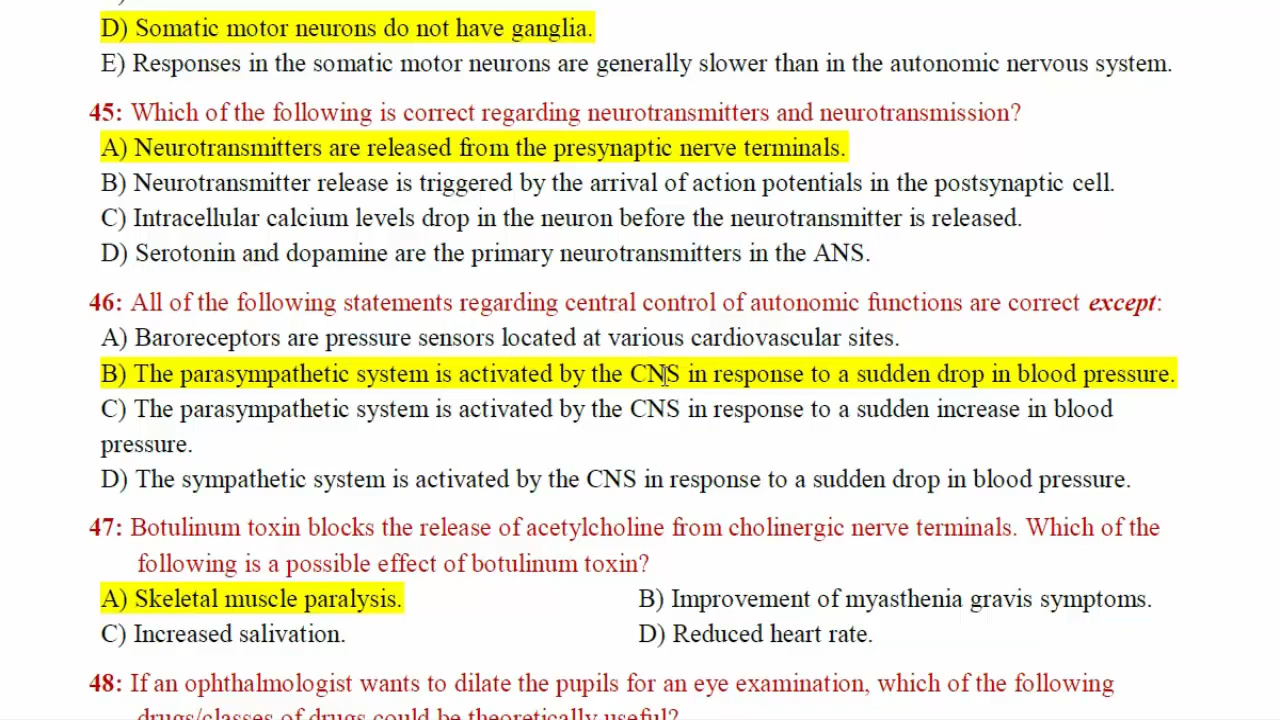 D) Somatic motor neurons do not have ganglia.
E) Responses in the somatic motor neurons are generally slower than in the autonomic nervous system.
45: Which of the following is correct regarding neurotransmitters and neurotransmission?
A) Neurotransmitters are released from the presynaptic nerve terminals.
B) Neurotransmitter release is triggered by the arrival of action potentials in the postsynaptic cell.
C) Intracellular calcium levels drop in the neuron before the neurotransmitter is released.
D) Serotonin and dopamine are the primary neurotransmitters in the ANS.
46: All of the following statements regarding central control of autonomic functions are correct except:
A) Baroreceptors are pressure sensors located at various cardiovascular sites.
B) The parasympathetic system is activated by the CNS in response to a sudden drop in blood pressure.
C) The parasympathetic system is activated by the CNS in response to a sudden increase in blood
pressure.
D) The sympathetic system is activated by the CNS in response to a sudden drop in blood pressure.
47: Botulinum toxin blocks the release of acetylcholine from cholinergic nerve terminals. Which of the
following is a possible effect of botulinum toxin?
A) Skeletal muscle paralysis. B) Improvement of myasthenia gravis symptoms.
C) Increased salivation. D) Reduced heart rate.
48: If an ophthalmologist wants to dilate the pupils for an eye examination, which of the following
drugs/classes of drugs could be theoretically useful?